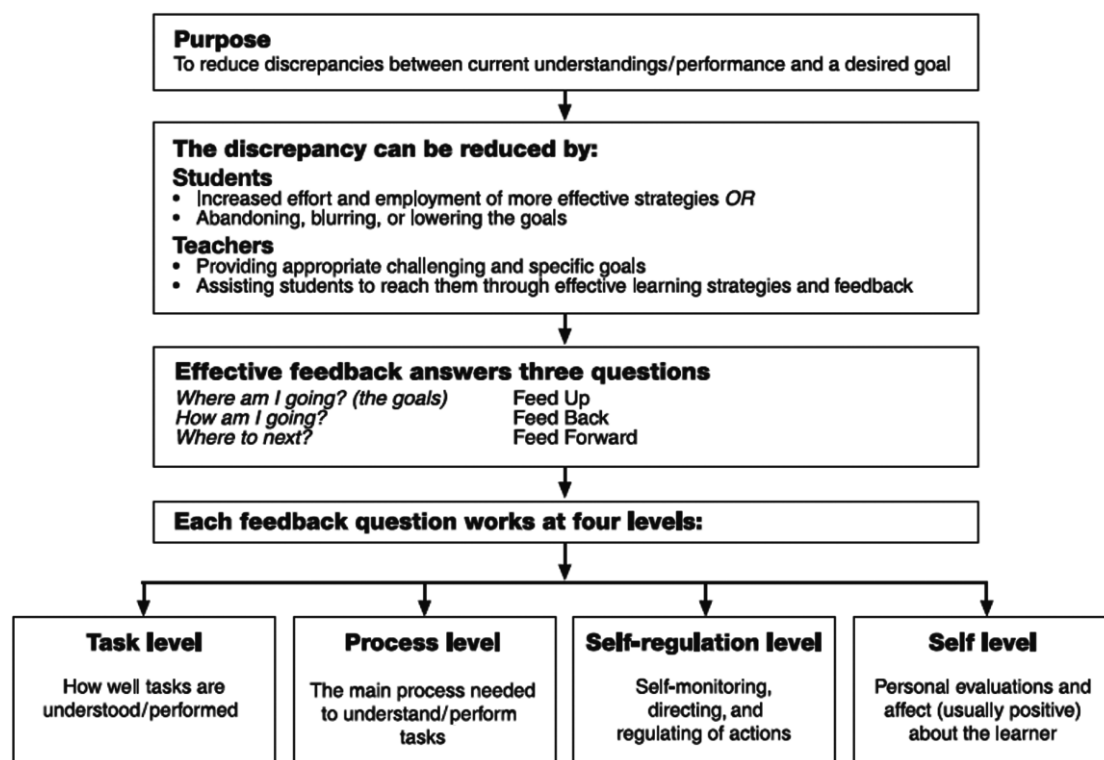 Purpose
To reduce discrepancies between current understandings/performance and a desired goal
The discrepancy can be reduced by:
Students
• Increased effort and employment of more effective strategies OR
• Abandoning, blurring, or lowering the goals
Teachers
• Providing appropriate challenging and specific goals
• Assisting students to reach them through effective learning strategies and feedback
Effective feedback answers three questions
Where am I going? (the goals) Feed Up
How am I going? Feed Back
Where to next? Feed Forward
Each feedback question works at four levels:
Task level
How well tasks are
understood/performed
Process level
The main process needed
to understand/perform
tasks
Self-regulation level
Self-monitoring,
directing, and
regulating of actions
Self level
Personal evaluations and
affect (usually positive)
about the learner